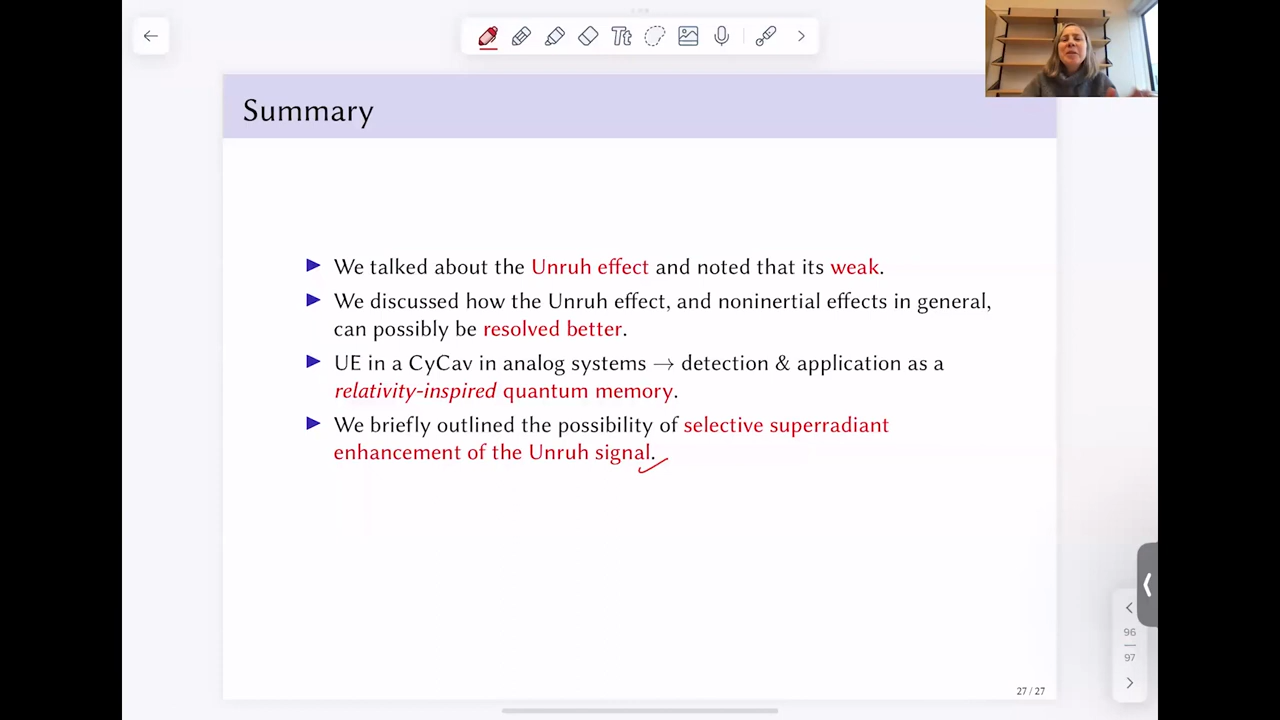 Tt
Summary
▶ We talked about the Unruh effect and noted that its weak.
▶ We discussed how the Unruh effect, and noninertial effects in general,
can possibly be resolved better.
▶ UE in a CyCav in analog systems → detection & application as a
relativity-inspired quantum memory.
▶ We briefly outlined the possibility of selective superradiant
enhancement of the Unruh signal.
96
97
27 / 27